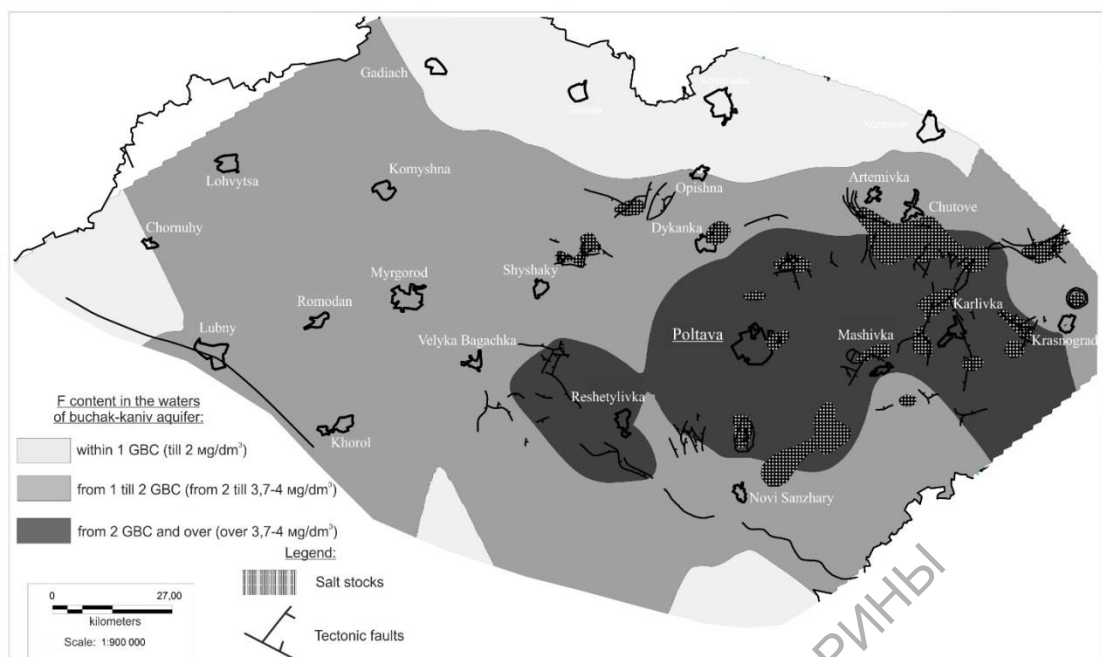 Gadiach
Lohvytsa
Komyshna
Opishna
Artemivka
Chutove
Chornuhy
Dykanka
Shyshaky
Myrgorod
Romodan
Karlivka
Lubny
Poltava
Velyka Bagachka
Mashivka
Krasnograd
Reshetylivka
Khorol
Novi Sanzhary
F content in the waters
of buchak-kaniv aquifer:
within 1 GBC (till 2 мg/dm³)
from 1 till 2 GBC (from 2 till 3,7-4 мg/dm³)
from 2 GBC and over (over 3,7-4 мg/dm³)
Legend:
Salt stocks
Tectonic faults
0 27,00
kilometers
Scale: 1:900 000
РИНЫ